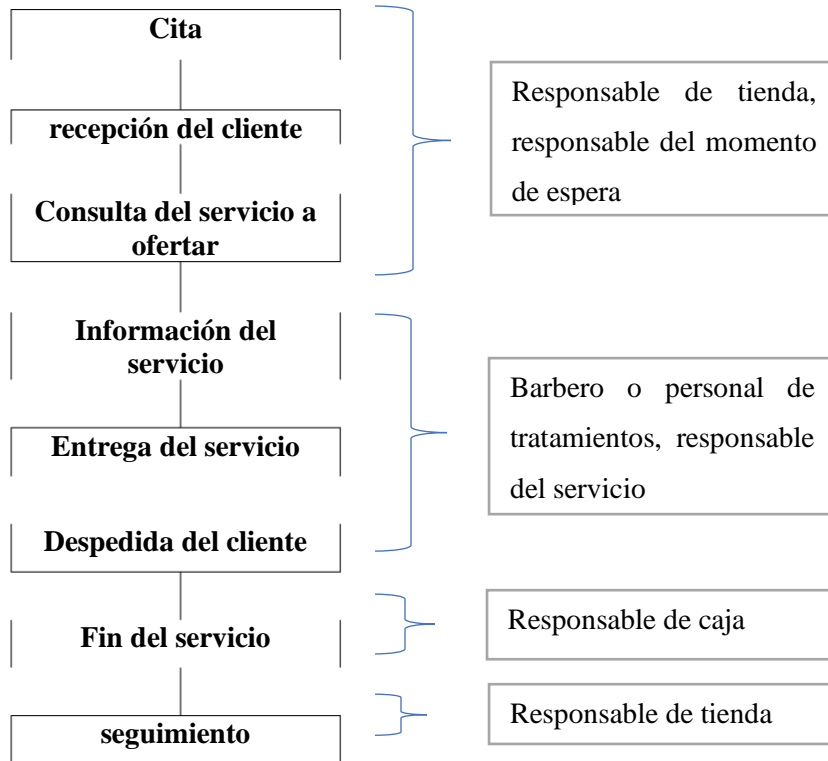 Cita
recepción del cliente
Consulta del servicio a
ofertar
Información del
servicio
Entrega del servicio
Despedida del cliente
Fin del servicio
seguimiento
Responsable de tienda,
responsable del momento
de espera
Barbero o personal de
tratamientos, responsable
del servicio
Responsable de caja
Responsable de tienda